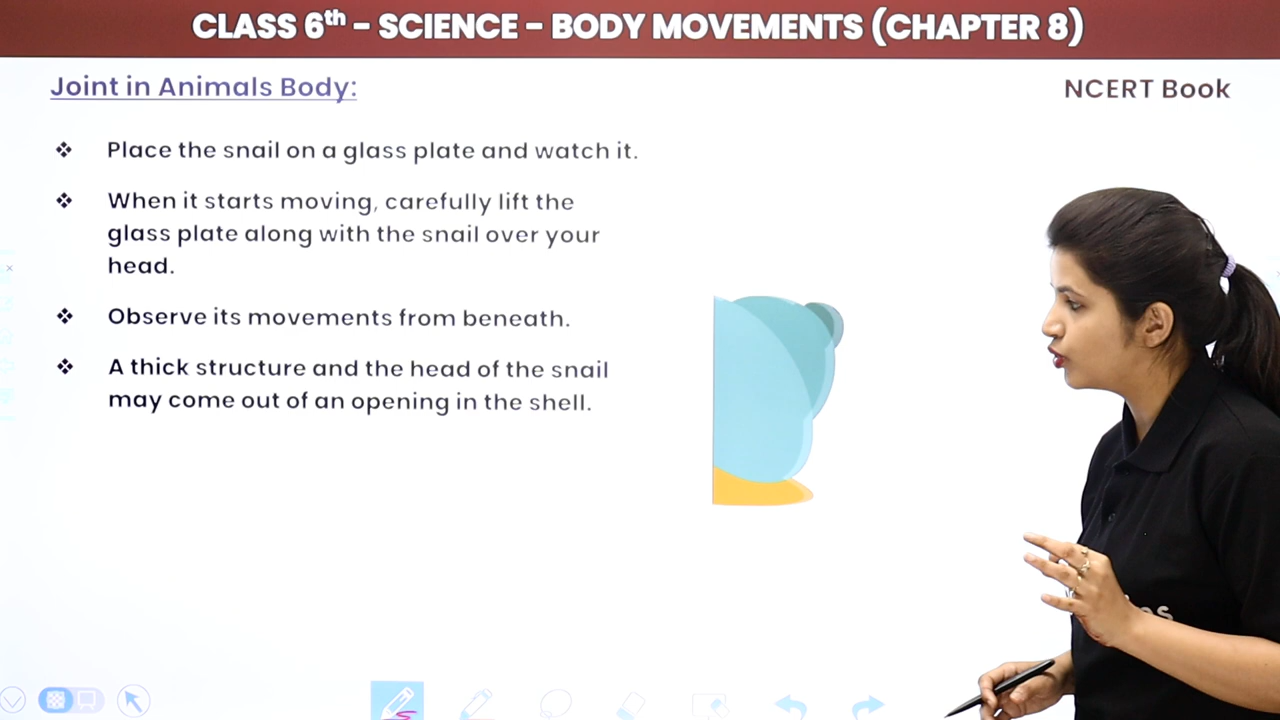 CLASS 6th - SCIENCE - BODY MOVEMENTS (CHAPTER 8)
Joint in Animals Body:
NCERT Book
❖ Place the snail on a glass plate and watch it.
❖ When it starts moving, carefully lift the
glass plate along with the snail over your
head.
❖ Observe its movements from beneath.
❖ A thick structure and the head of the snail
may come out of an opening in the shell.